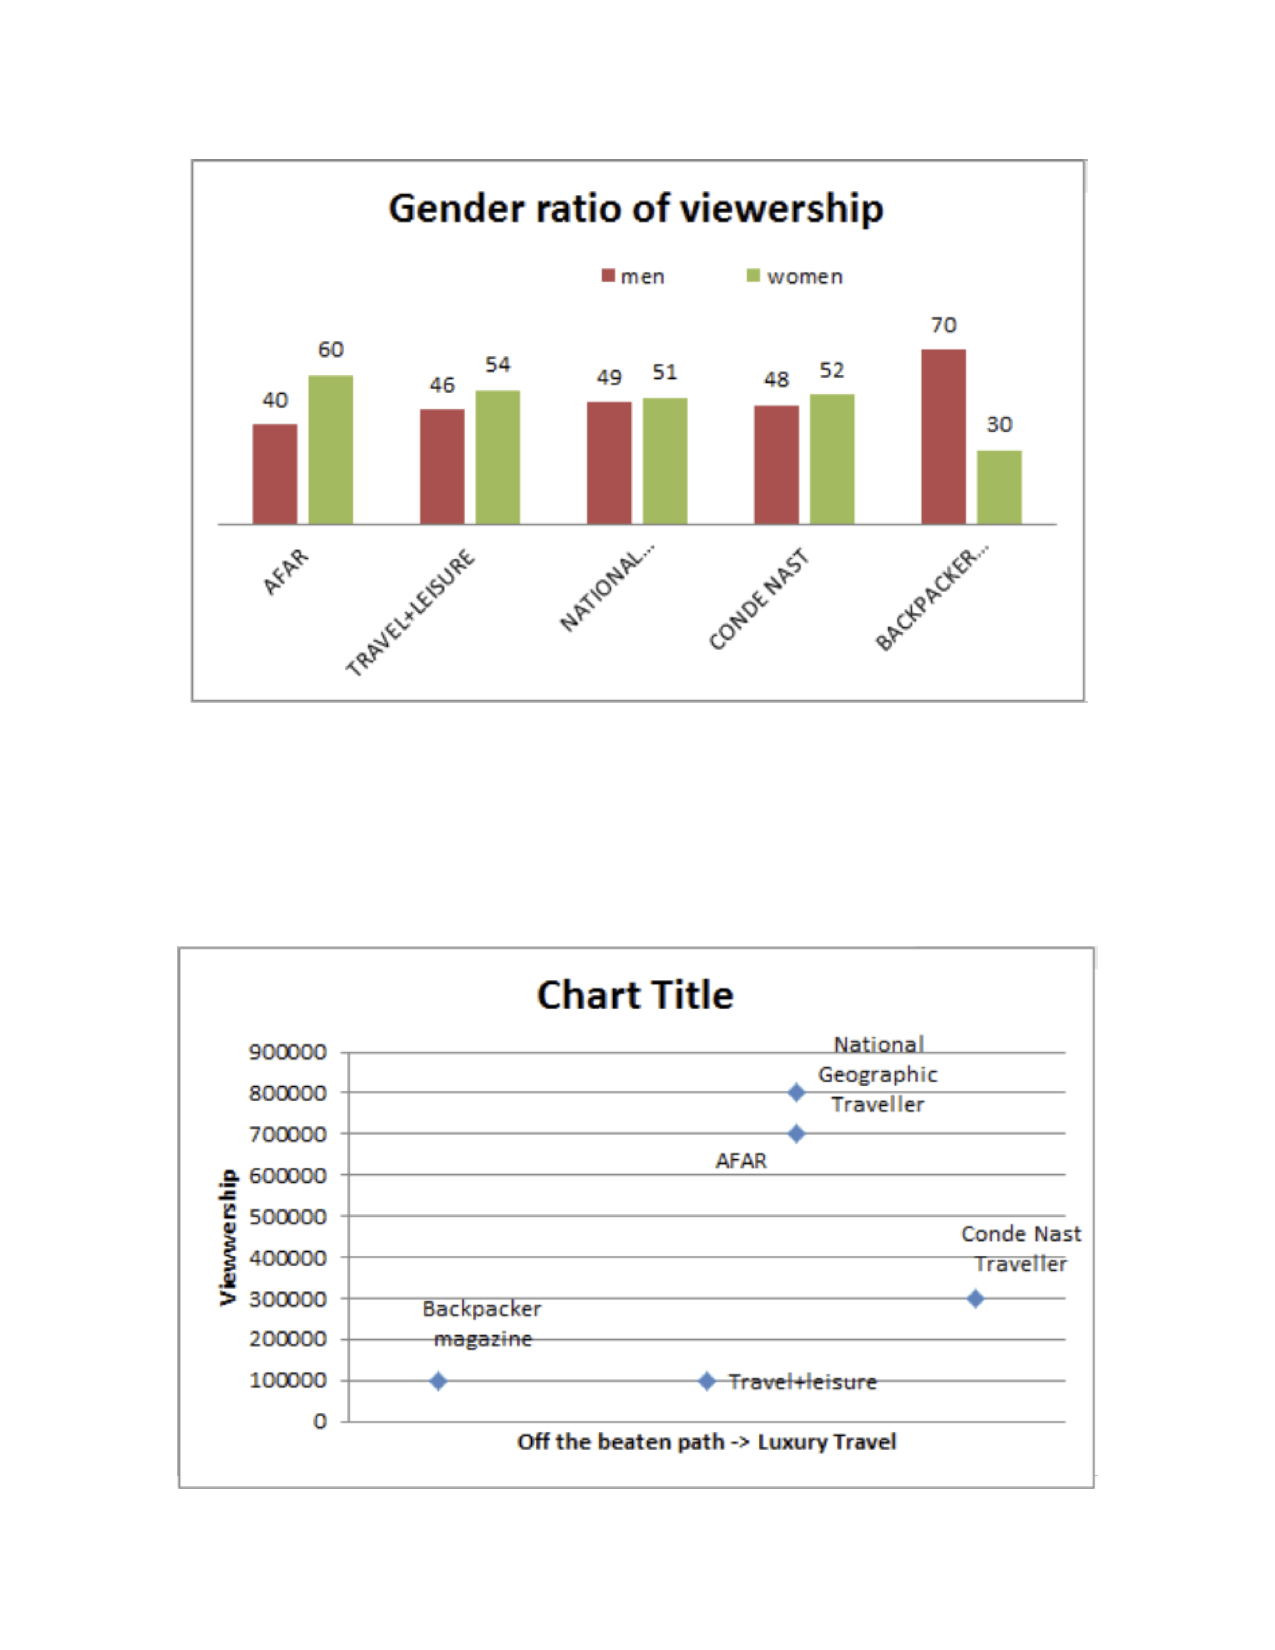 Gender ratio of viewership
men women
40 60 46 54 49 51 48 52 70 30
AFAR
TRAVEL+LEISURE
NATIONAL...
CONDE NAST
BACKPACKER...
Chart Title
Viewwership
900000
800000
700000
600000
500000
400000
300000
200000
100000
0
National
Geographic
Traveller
AFAR
Conde Nast
Traveller
Backpacker
magazine
Travel+leisure
Off the beaten path -> Luxury Travel